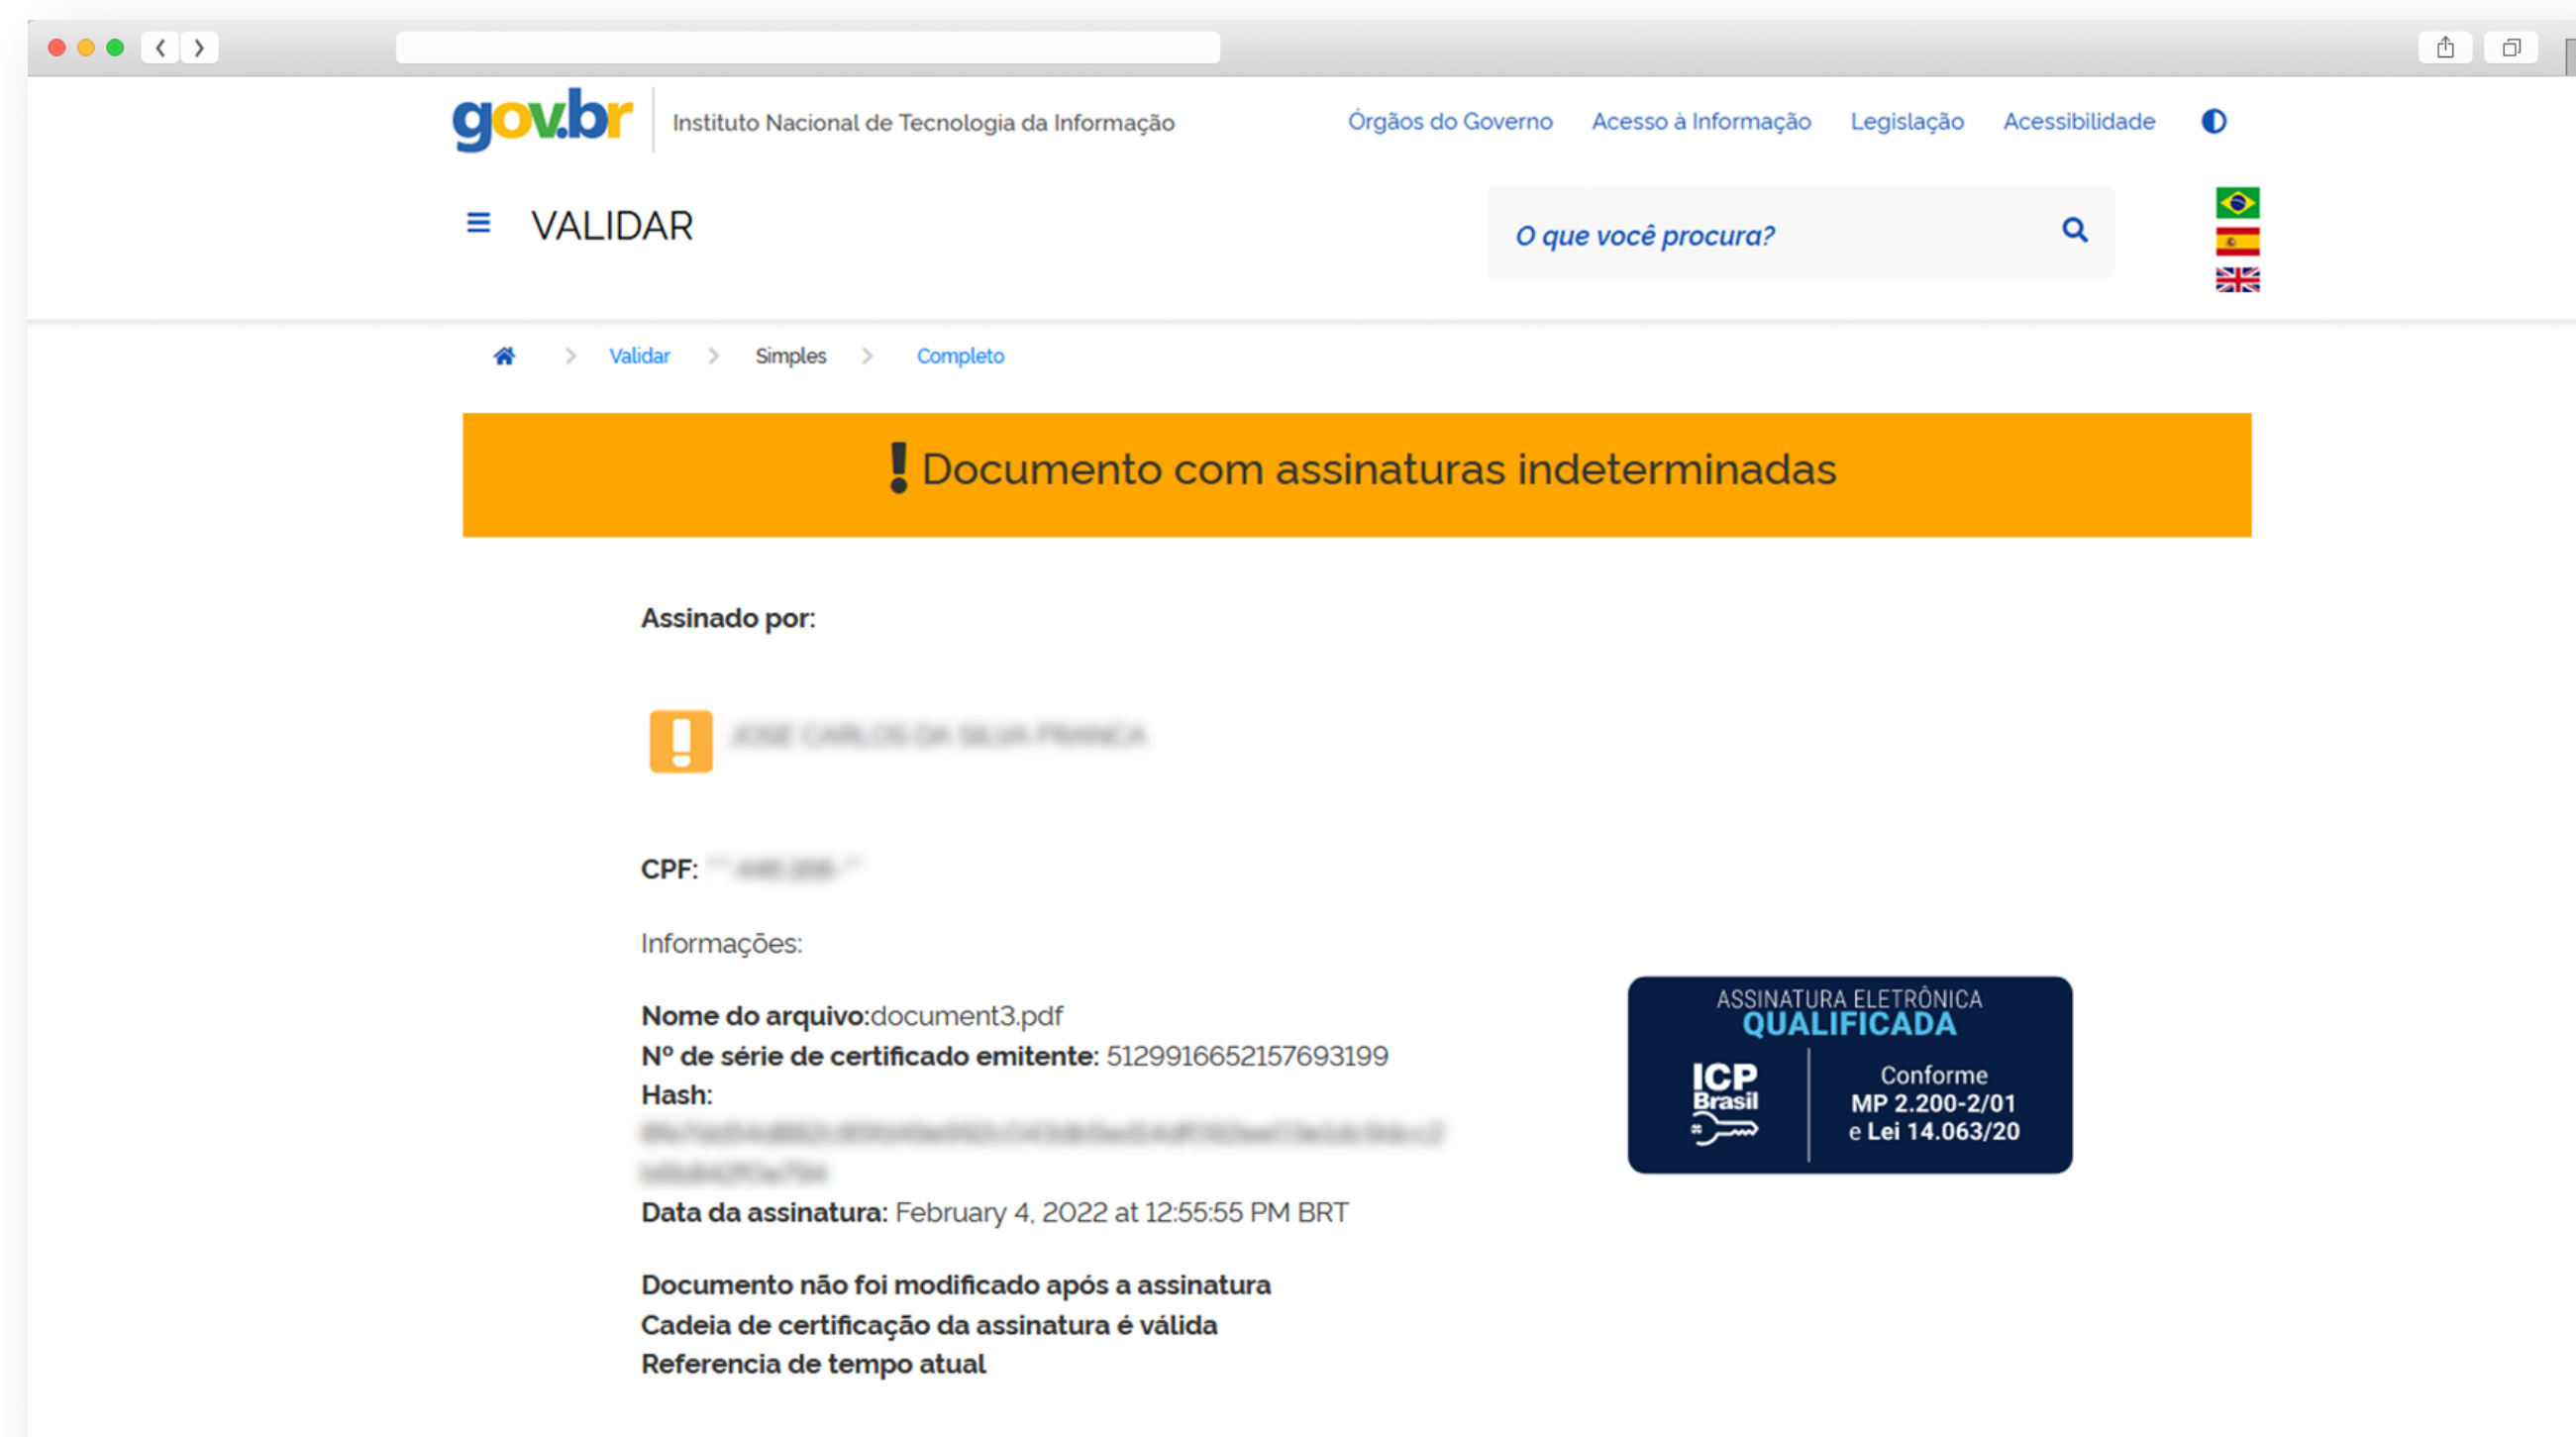 gov.br Instituto Nacional de Tecnologia da Informação Órgãos do Governo Acesso à Informação Legislação Acessibilidade
VALIDAR O que você procura?
Validar Simples Completo
Documento com assinaturas indeterminadas
Assinado por:
CPF:
Informações:
Nome do arquivo:document3.pdf
Nº de série de certificado emitente: 5129916652157693199
Hash:
Data da assinatura: February 4, 2022 at 12:55:55 PM BRT
Documento não foi modificado após a assinatura
Cadeia de certificação da assinatura é válida
Referencia de tempo atual
ASSINATURA ELETRÔNICA
QUALIFICADA
ICP
Brasil
Conforme
MP 2.200-2/01
e Lei 14.063/20